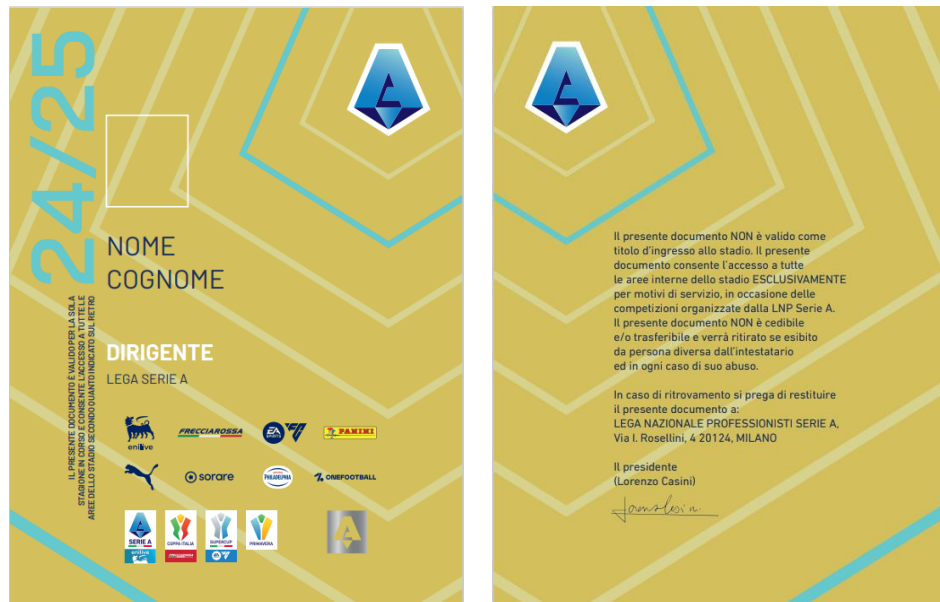 24/25
NOME
COGNOME
IL PRESENTE DOCUMENTO È VALIDO PER LA SOLA
STAGIONE IN CORSO E CONSENTE L'ACCESSO A TUTTE LE
AREE DELLO STADIO SECONDO QUANTO INDICATO SUL RETRO
DIRIGENTE
LEGA SERIE A
enilive
FRECCIAROSSA
EA
SPORTS
FC
PANINI
sorare
PHILADELPHIA
ONEFOOTBALL
SERIE A
enilive
COPPA ITALIA
FRECCIAROSSA
SUPERCUP
PRIMAVERA
Il presente documento NON è valido come
titolo d'ingresso allo stadio. Il presente
documento consente l'accesso a tutte
le aree interne dello stadio ESCLUSIVAMENTE
per motivi di servizio, in occasione delle
competizioni organizzate dalla LNP Serie A.
Il presente documento NON è cedibile
e/o trasferibile e verrà ritirato se esibito
da persona diversa dall'intestatario
ed in ogni caso di suo abuso.
In caso di ritrovamento si prega di restituire
il presente documento a:
LEGA NAZIONALE PROFESSIONISTI SERIE A,
Via I. Rosellini, 4 20124, MILANO
Il presidente
(Lorenzo Casini)